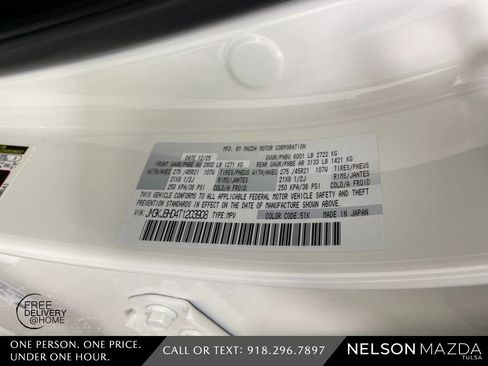 MFD. BY MAZDA MOTOR CORPORATION
DATE 12/25 GVWR/PNBV 6001 LB 2722 KG
FRONT GAWR/PNBE AV 2802 LB 1271 KG REAR GAWR/PNBE AR 3133 LB 1421 KG
WITH/AVEC 275 /45R21 107V TIRES/PNEUS WITH/AVEC 275 /45R21 107V TIRES/PNEUS
21X9 1/2J RIMS/JANTES 21X9 1/2J RIMS/JANTES
250 KPA/36 PSI COLD/A FROID 250 KPA/36 PSI COLD/A FROID
THIS VEHICLE CONFORMS TO ALL APPLICABLE FEDERAL MOTOR VEHICLE SAFETY AND THEFT
PREVENTION STANDARDS IN EFFECT ON THE DATE OF MANUFACTURE SHOWN ABOVE.
V.I.N.: JM3KJBHD4T1203908 TYPE:MPV COLOR CODE:51K MADE IN JAPAN
FREE
DELIVERY
@HOME
ONE PERSON. ONE PRICE.
UNDER ONE HOUR.
CALL OR TEXT: 918.296.7897
NELSON MAZDA
TULSA